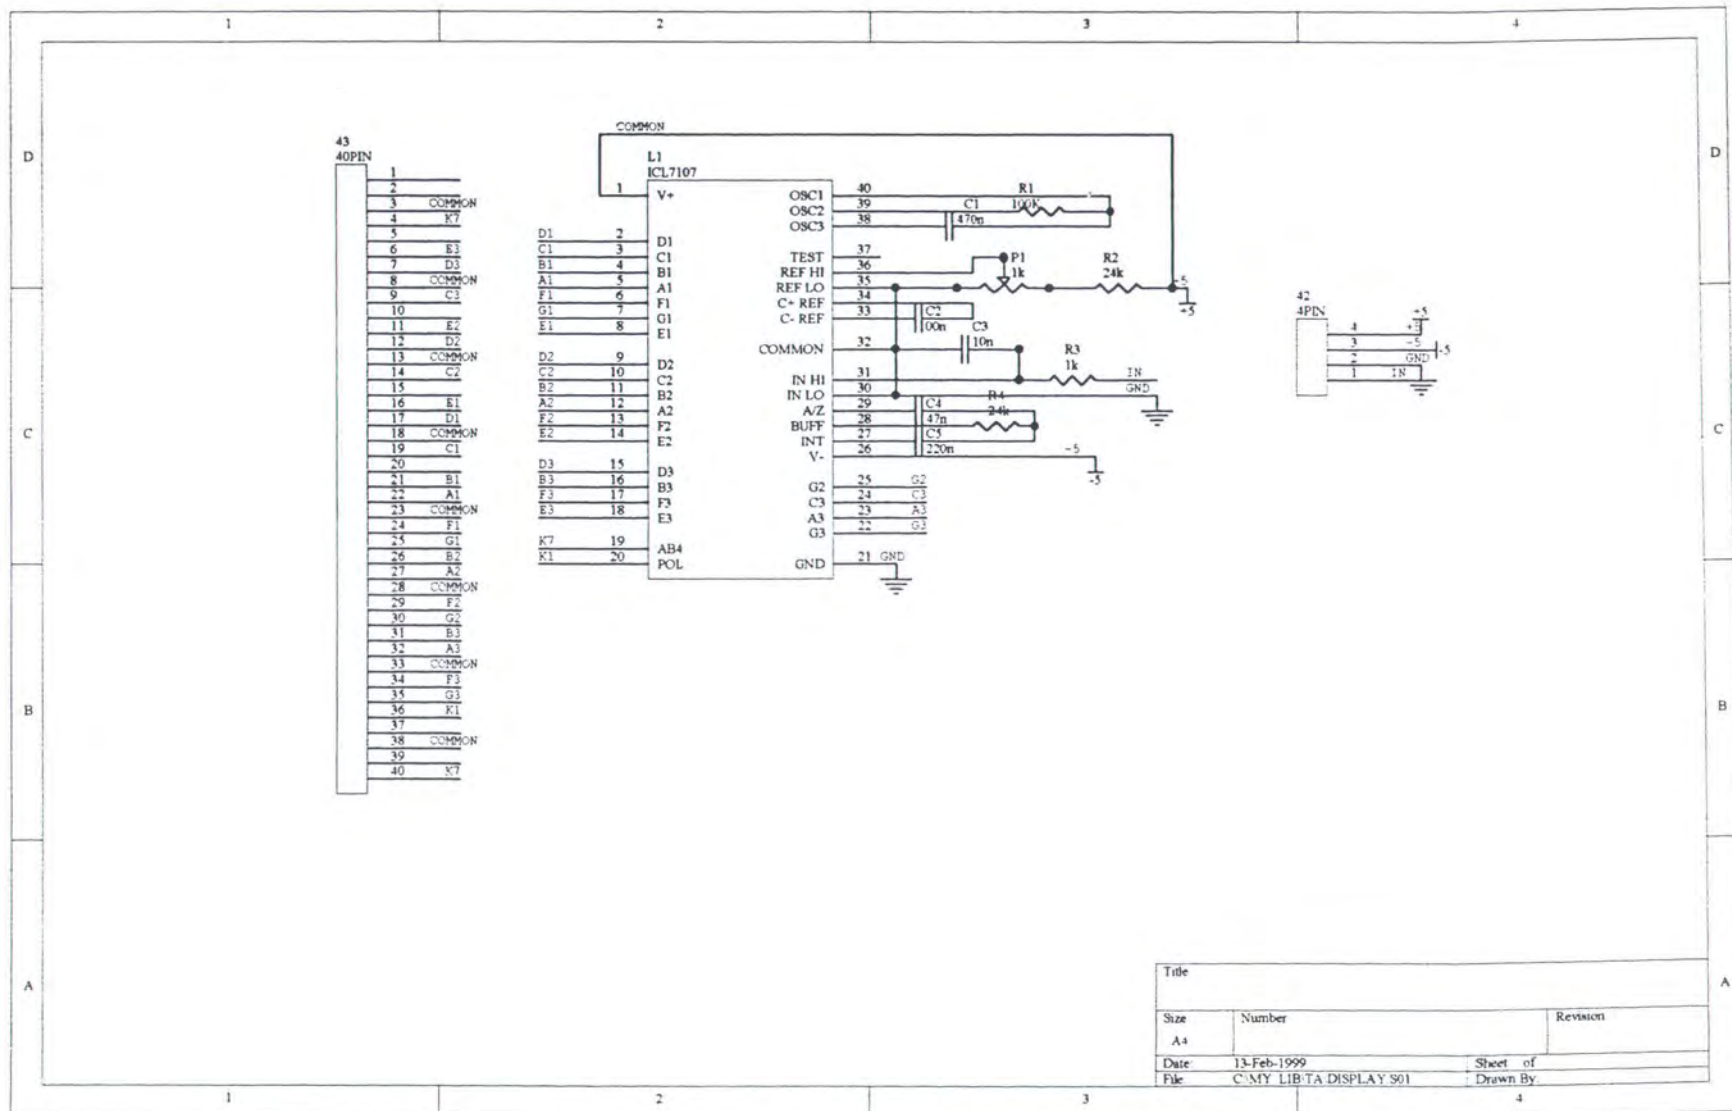 1 2 3 4
D D
C C
B B
A A
1 2 3 4
43
40PIN
1
2
3 COMMON
4 K7
5
6 E3
7 D3
8 COMMON
9 C3
10
11 E2
12 D2
13 COMMON
14 C2
15
16 E1
17 D1
18 COMMON
19 C1
20
21 B1
22 A1
23 COMMON
24 F1
25 G1
26 B2
27 A2
28 COMMON
29 F2
30 G2
31 B3
32 A3
33 COMMON
34 F3
35 G3
36 K1
37
38 COMMON
39
40 K7
COMMON
L1
ICL7107
1 V+
D1 2 D1
C1 3 C1
B1 4 B1
A1 5 A1
F1 6 F1
G1 7 G1
E1 8 E1
D2 9 D2
C2 10 C2
B2 11 B2
A2 12 A2
F2 13 F2
E2 14 E2
D3 15 D3
B3 16 B3
F3 17 F3
E3 18 E3
K7 19 AB4
K1 20 POL
OSC1 40
OSC2 39
OSC3 38
TEST 37
REF HI 36
REF LO 35
C+ REF 34
C- REF 33
COMMON 32
IN HI 31
IN LO 30
A/Z 29
BUFF 28
INT 27
V- 26
G2 25 G2
C3 24 C3
A3 23 A3
G3 22 G3
GND 21 GND
R1
100K
C1
470n
P1
1k
R2
24k
+5
C2
00n
C3
10n
R3
1k
IN
GND
C4
47n
R4
24k
C5
220n
-5
-5
42
4PIN
4 +5
3 -5
2 GND
1 IN
+5
-5
Title
Size Number Revision
A4
Date 13-Feb-1999 Sheet of
File C:\MY LIB\TA\DISPLAY.S01 Drawn By: